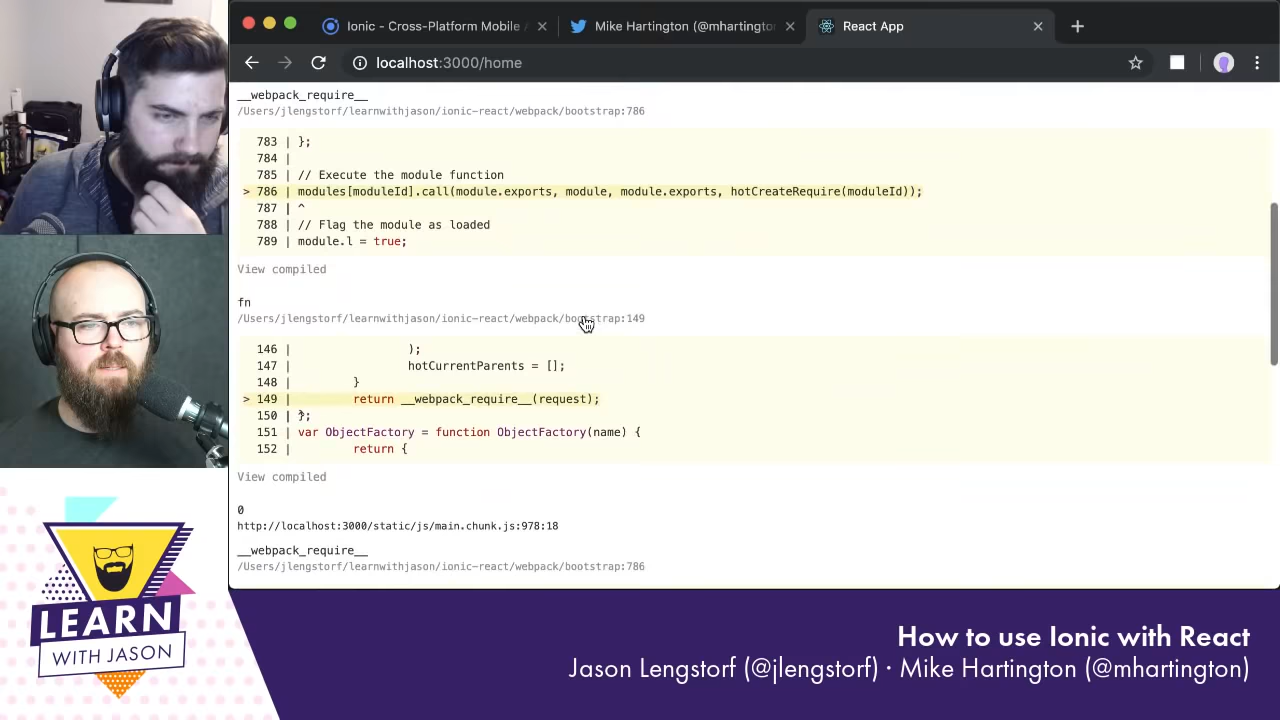 Ionic - Cross-Platform Mobile
Mike Hartington (@mhartingto
React App
localhost:3000/home
__webpack_require__
/Users/jlengstorf/learnwithjason/ionic-react/webpack/bootstrap:786
783 | };
784 |
785 | // Execute the module function
> 786 | modules[moduleId].call(module.exports, module, module.exports, hotCreateRequire(moduleId));
787 | ^
788 | // Flag the module as loaded
789 | module.l = true;
View compiled
fn
/Users/jlengstorf/learnwithjason/ionic-react/webpack/bootstrap:149
146 | );
147 | hotCurrentParents = [];
148 | }
> 149 | return __webpack_require__(request);
150 | };
151 | var ObjectFactory = function ObjectFactory(name) {
152 | return {
View compiled
0
http://localhost:3000/static/js/main.chunk.js:978:18
__webpack_require__
/Users/jlengstorf/learnwithjason/ionic-react/webpack/bootstrap:786
LEARN
WITH JASON
How to use Ionic with React
Jason Lengstorf (@jlengstorf) · Mike Hartington (@mhartington)